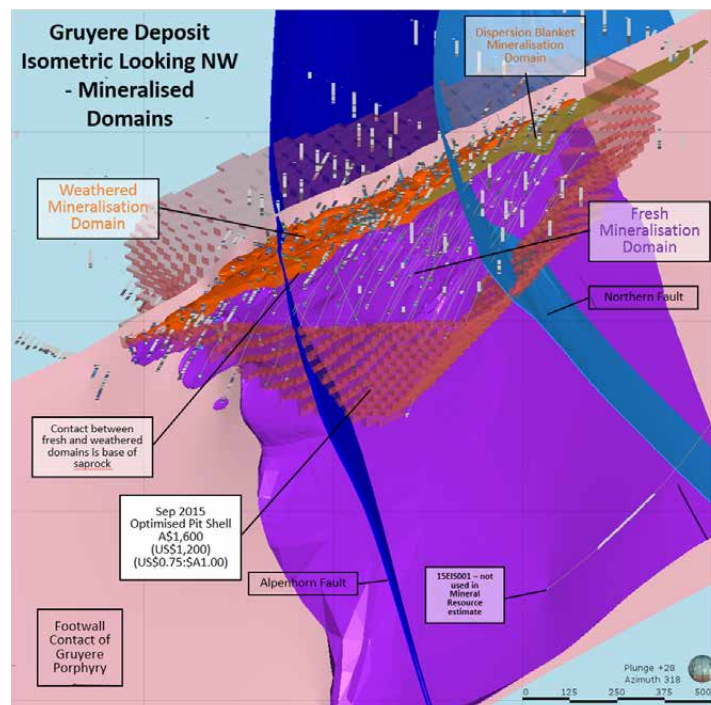 Gruyere Deposit
Isometric Looking NW
- Mineralised
Domains
Dispersion Blanket
Mineralisation
Domain
Weathered
Mineralisation
Domain
Fresh
Mineralisation
Domain
Northern Fault
Contact between
fresh and weathered
domains is base of
saprock
Sep 2015
Optimised Pit Shell
A$1,600
(US$1,200)
(US$0.75:$A1.00)
Alpenhorn Fault
15EIS001 – not
used in
Mineral
Resource
estimate
Footwall
Contact of
Gruyere
Porphyry
Plunge +28
Azimuth 318
0 125 250 375 500